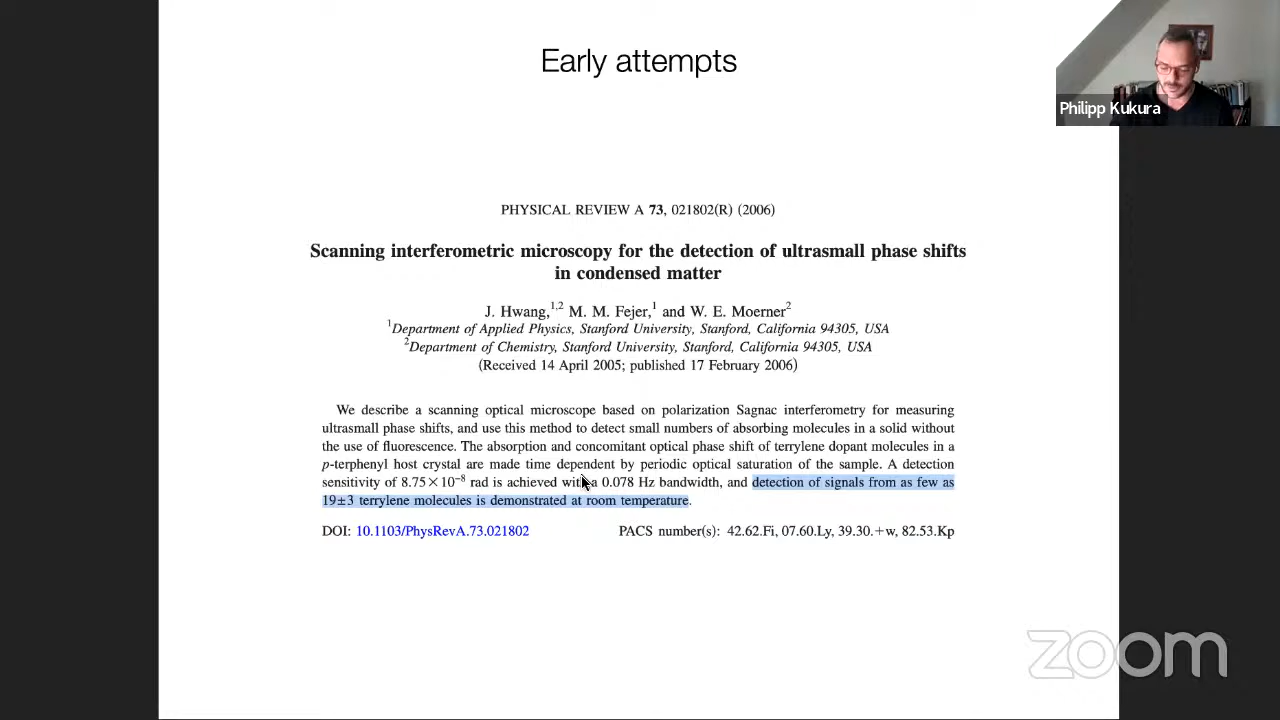 Early attempts
Philipp Kukura
PHYSICAL REVIEW A 73, 021802(R) (2006)
Scanning interferometric microscopy for the detection of ultrasmall phase shifts
in condensed matter
J. Hwang,1,2 M. M. Fejer,1 and W. E. Moerner2
1Department of Applied Physics, Stanford University, Stanford, California 94305, USA
2Department of Chemistry, Stanford University, Stanford, California 94305, USA
(Received 14 April 2005; published 17 February 2006)
We describe a scanning optical microscope based on polarization Sagnac interferometry for measuring
ultrasmall phase shifts, and use this method to detect small numbers of absorbing molecules in a solid without
the use of fluorescence. The absorption and concomitant optical phase shift of terrylene dopant molecules in a
p-terphenyl host crystal are made time dependent by periodic optical saturation of the sample. A detection
sensitivity of 8.75×10−8 rad is achieved with a 0.078 Hz bandwidth, and detection of signals from as few as
19±3 terrylene molecules is demonstrated at room temperature.
DOI: 10.1103/PhysRevA.73.021802 PACS number(s): 42.62.Fi, 07.60.Ly, 39.30.+w, 82.53.Kp
zoom